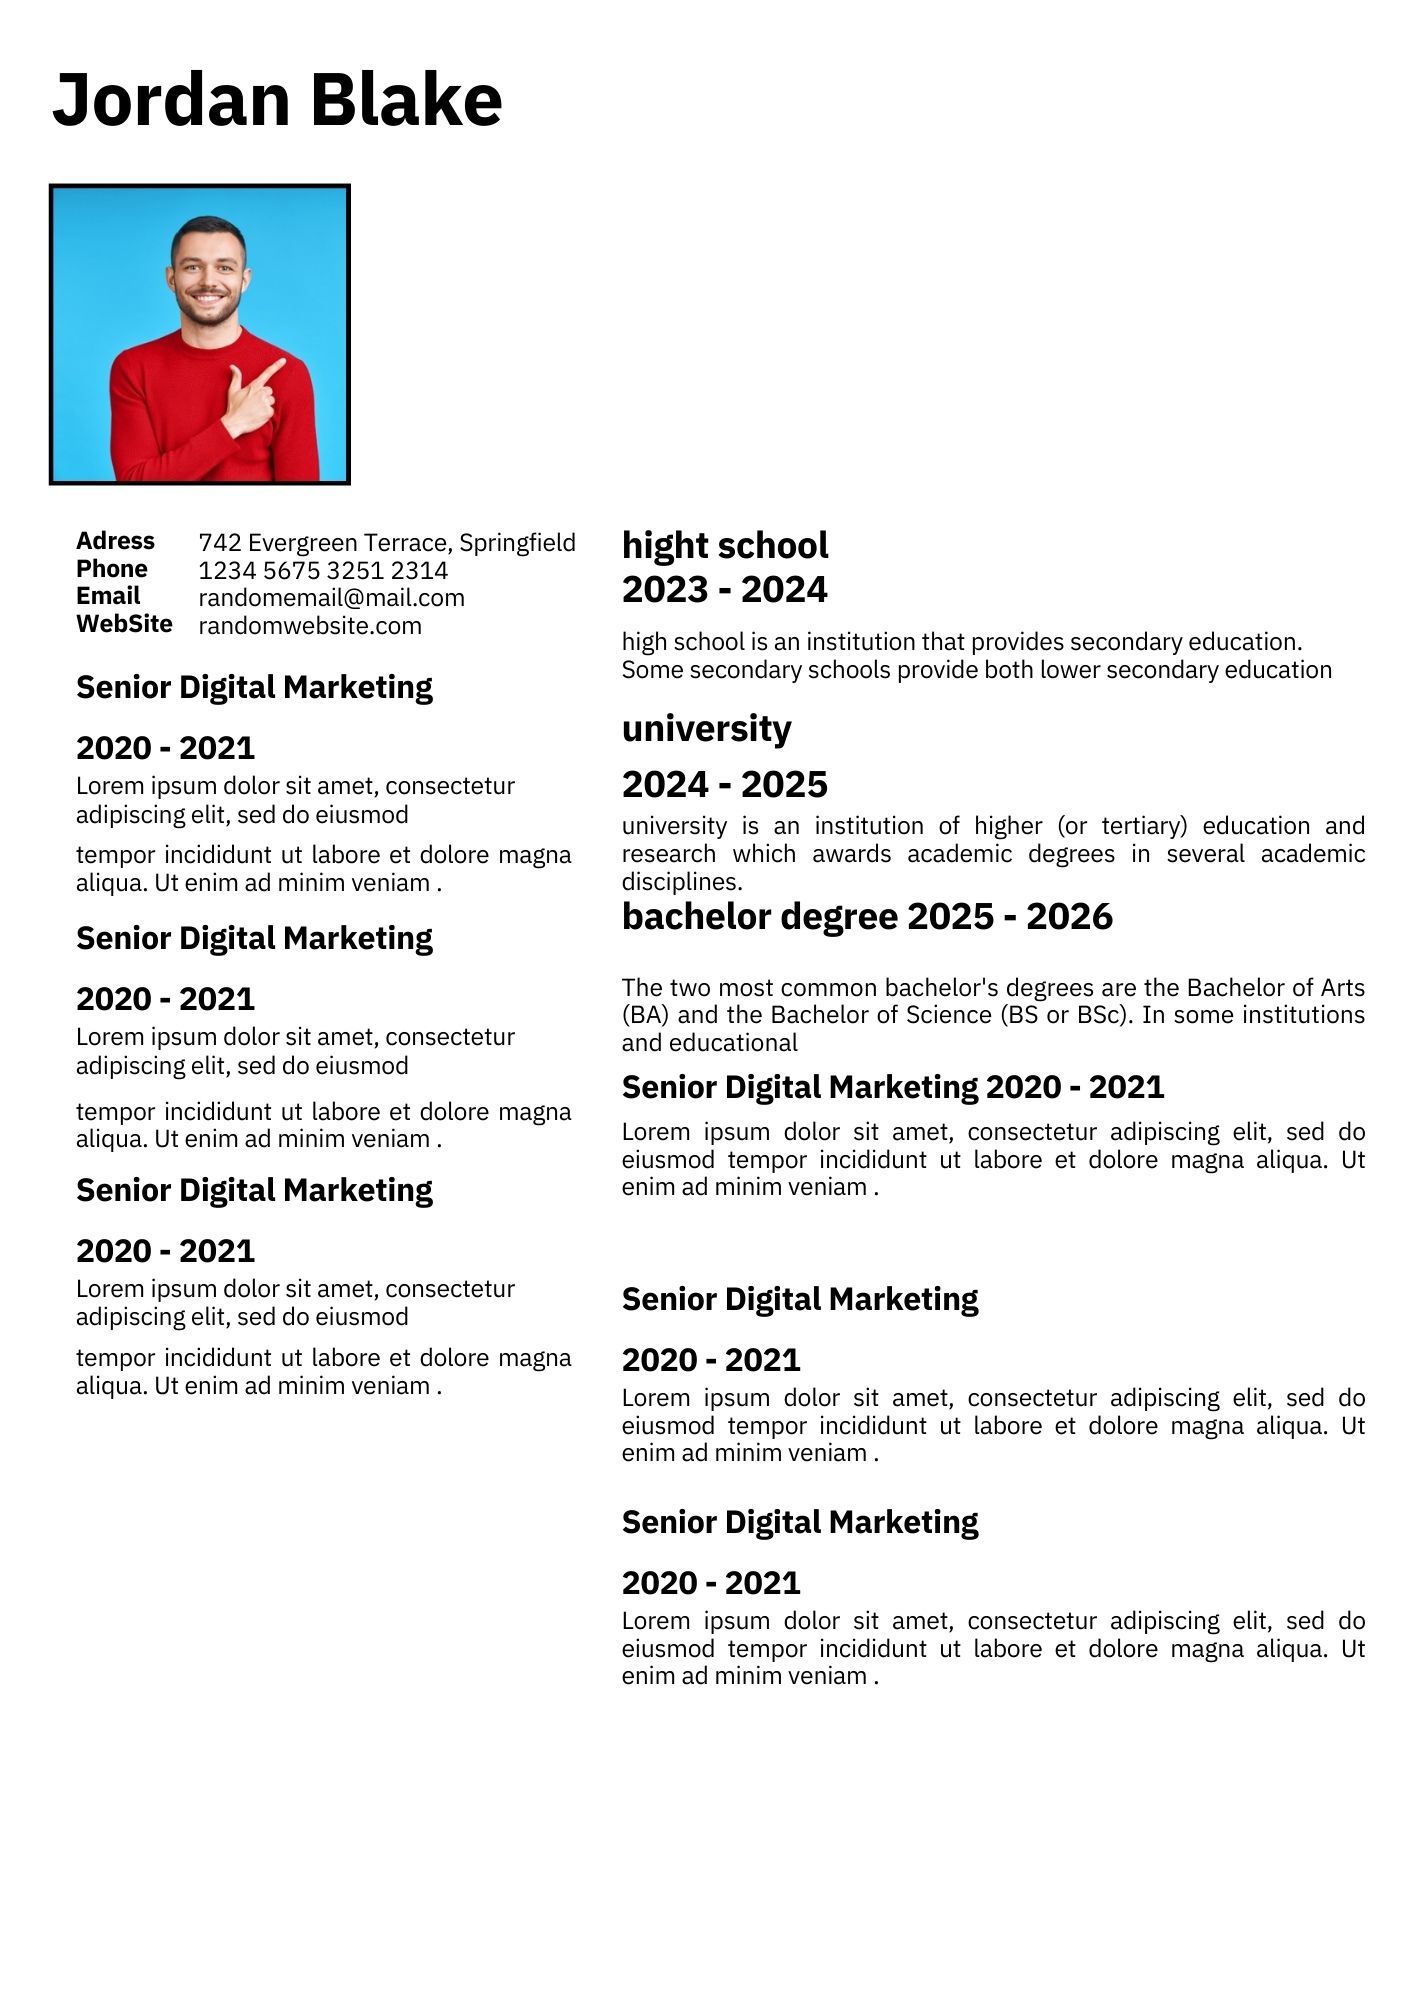 Jordan Blake
Adress 742 Evergreen Terrace, Springfield
Phone 1234 5675 3251 2314
Email randomemail@mail.com
WebSite randomwebsite.com
Senior Digital Marketing
2020 - 2021
Lorem ipsum dolor sit amet, consectetur
adipiscing elit, sed do eiusmod
tempor incididunt ut labore et dolore magna
aliqua. Ut enim ad minim veniam .
Senior Digital Marketing
2020 - 2021
Lorem ipsum dolor sit amet, consectetur
adipiscing elit, sed do eiusmod
tempor incididunt ut labore et dolore magna
aliqua. Ut enim ad minim veniam .
Senior Digital Marketing
2020 - 2021
Lorem ipsum dolor sit amet, consectetur
adipiscing elit, sed do eiusmod
tempor incididunt ut labore et dolore magna
aliqua. Ut enim ad minim veniam .
hight school
2023 - 2024
high school is an institution that provides secondary education.
Some secondary schools provide both lower secondary education
university
2024 - 2025
university is an institution of higher (or tertiary) education and
research which awards academic degrees in several academic
disciplines.
bachelor degree 2025 - 2026
The two most common bachelor's degrees are the Bachelor of Arts
(BA) and the Bachelor of Science (BS or BSc). In some institutions
and educational
Senior Digital Marketing 2020 - 2021
Lorem ipsum dolor sit amet, consectetur adipiscing elit, sed do
eiusmod tempor incididunt ut labore et dolore magna aliqua. Ut
enim ad minim veniam .
Senior Digital Marketing
2020 - 2021
Lorem ipsum dolor sit amet, consectetur adipiscing elit, sed do
eiusmod tempor incididunt ut labore et dolore magna aliqua. Ut
enim ad minim veniam .
Senior Digital Marketing
2020 - 2021
Lorem ipsum dolor sit amet, consectetur adipiscing elit, sed do
eiusmod tempor incididunt ut labore et dolore magna aliqua. Ut
enim ad minim veniam .